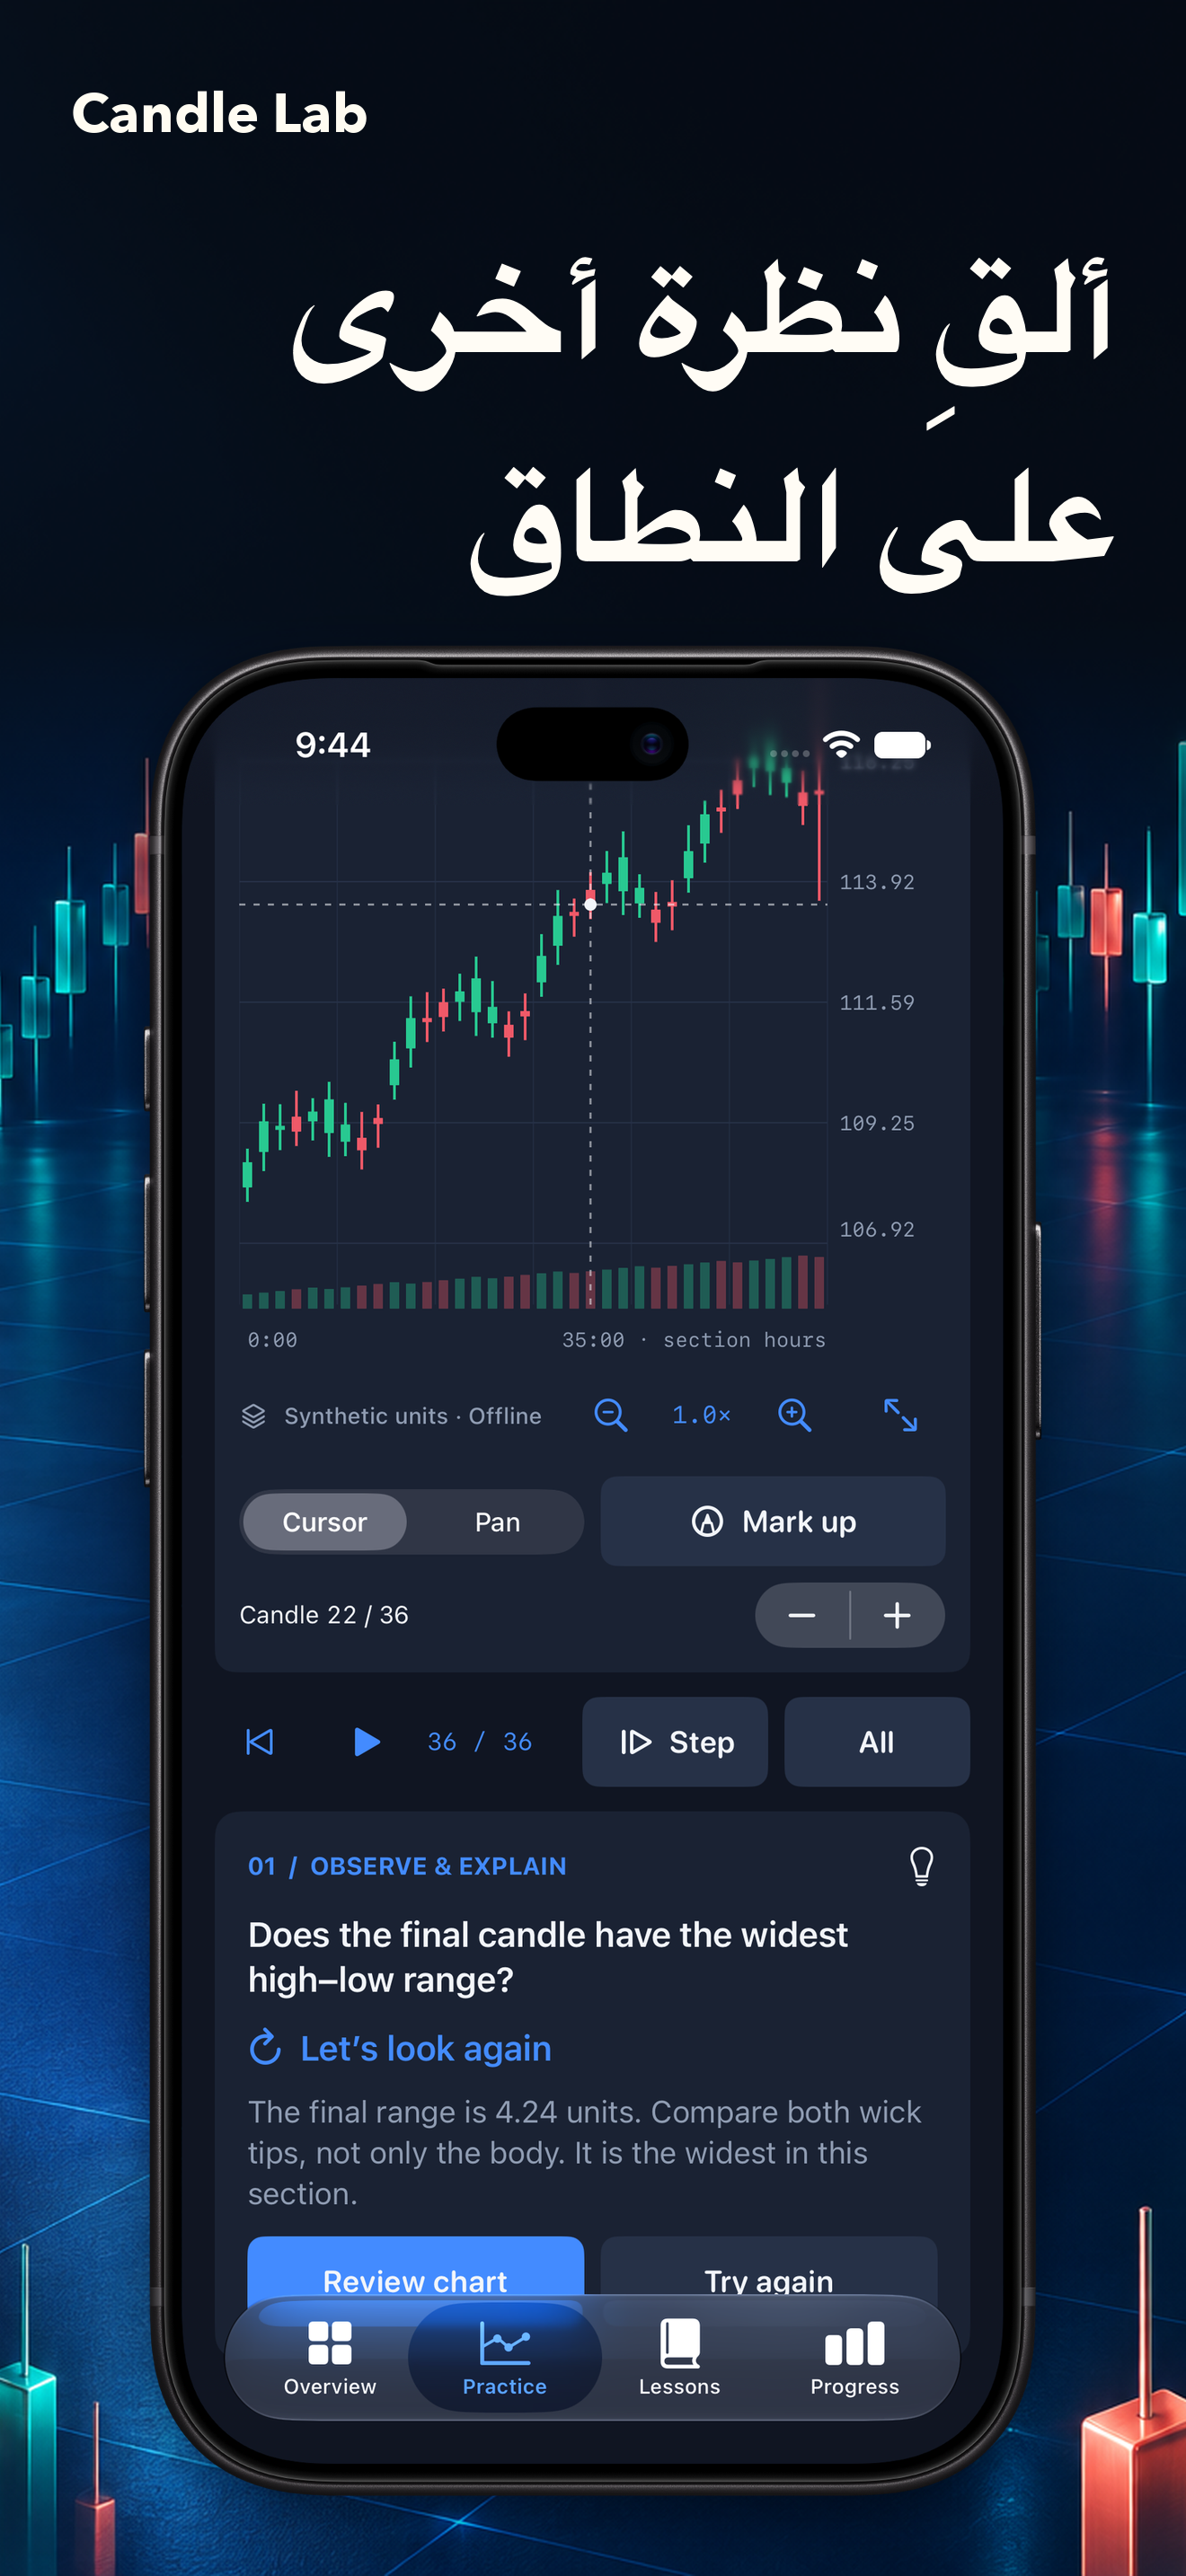 Candle Lab
ألقِ نظرة أخرى
على النطاق
9:44
113.92
111.59
109.25
106.92
0:00 35:00 · section hours
Synthetic units · Offline 1.0×
Cursor Pan Mark up
Candle 22 / 36
36 / 36 Step All
01 / OBSERVE & EXPLAIN
Does the final candle have the widest
high–low range?
Let’s look again
The final range is 4.24 units. Compare both wick
tips, not only the body. It is the widest in this
section.
Review chart Try again
Overview Practice Lessons Progress